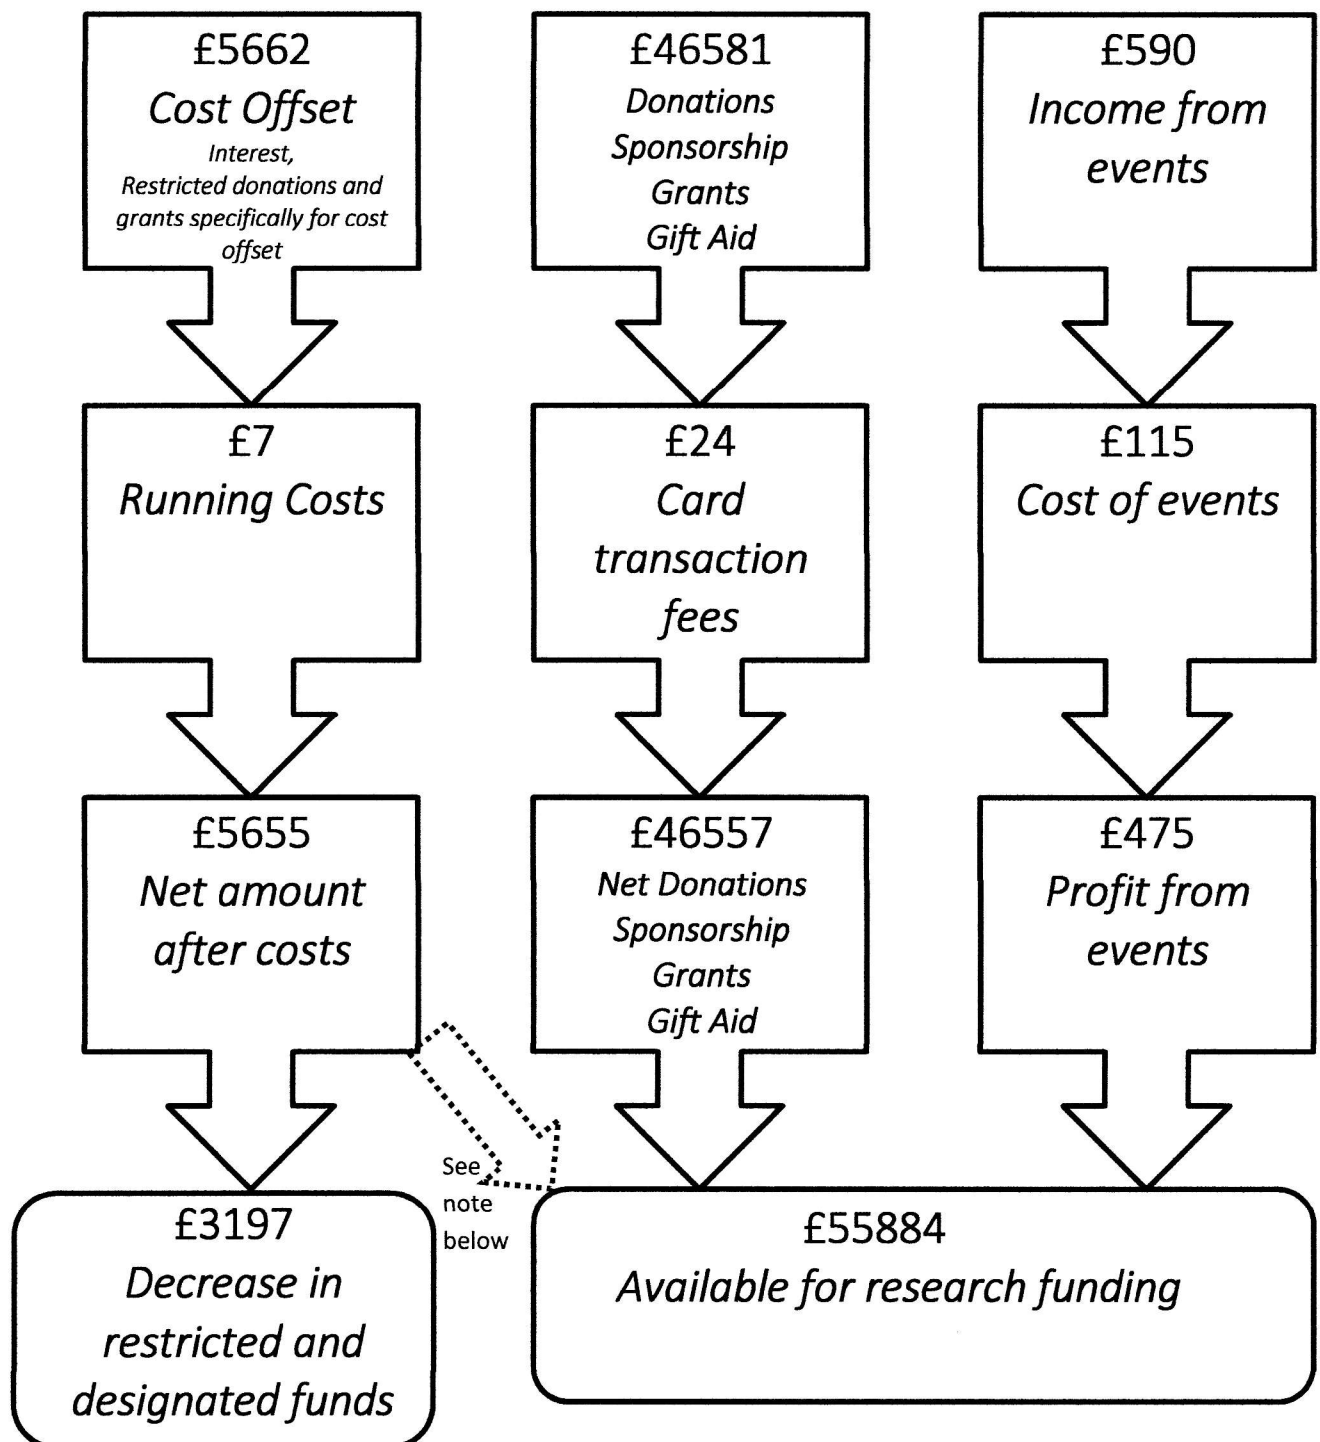 £5662
Cost Offset
Interest,
Restricted donations and
grants specifically for cost
offset
£46581
Donations
Sponsorship
Grants
Gift Aid
£590
Income from
events
£7
Running Costs
£24
Card
transaction
fees
£115
Cost of events
£5655
Net amount
after costs
£46557
Net Donations
Sponsorship
Grants
Gift Aid
£475
Profit from
events
See
note
below
£3197
Decrease in
restricted and
designated funds
£55884
Available for research funding